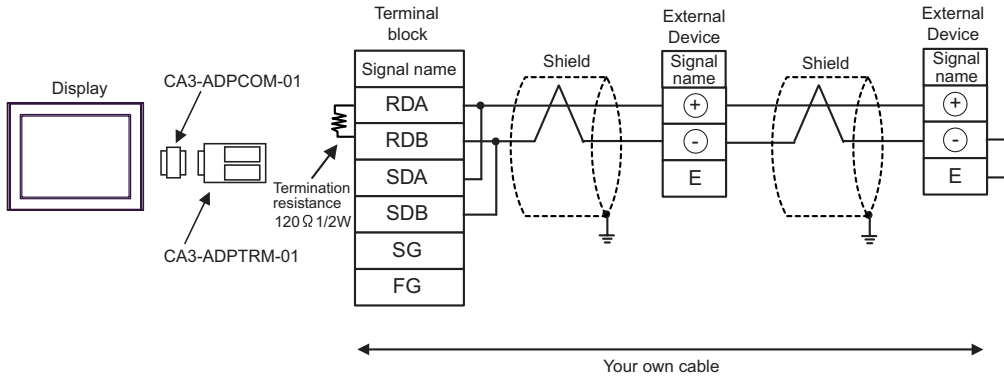 Display
CA3-ADPCOM-01
CA3-ADPTRM-01
Termination
resistance
120Ω 1/2W
Terminal
block
Signal name
RDA
RDB
SDA
SDB
SG
FG
Shield
External
Device
Signal
name
+
-
E
Shield
External
Device
Signal
name
+
-
E
Your own cable